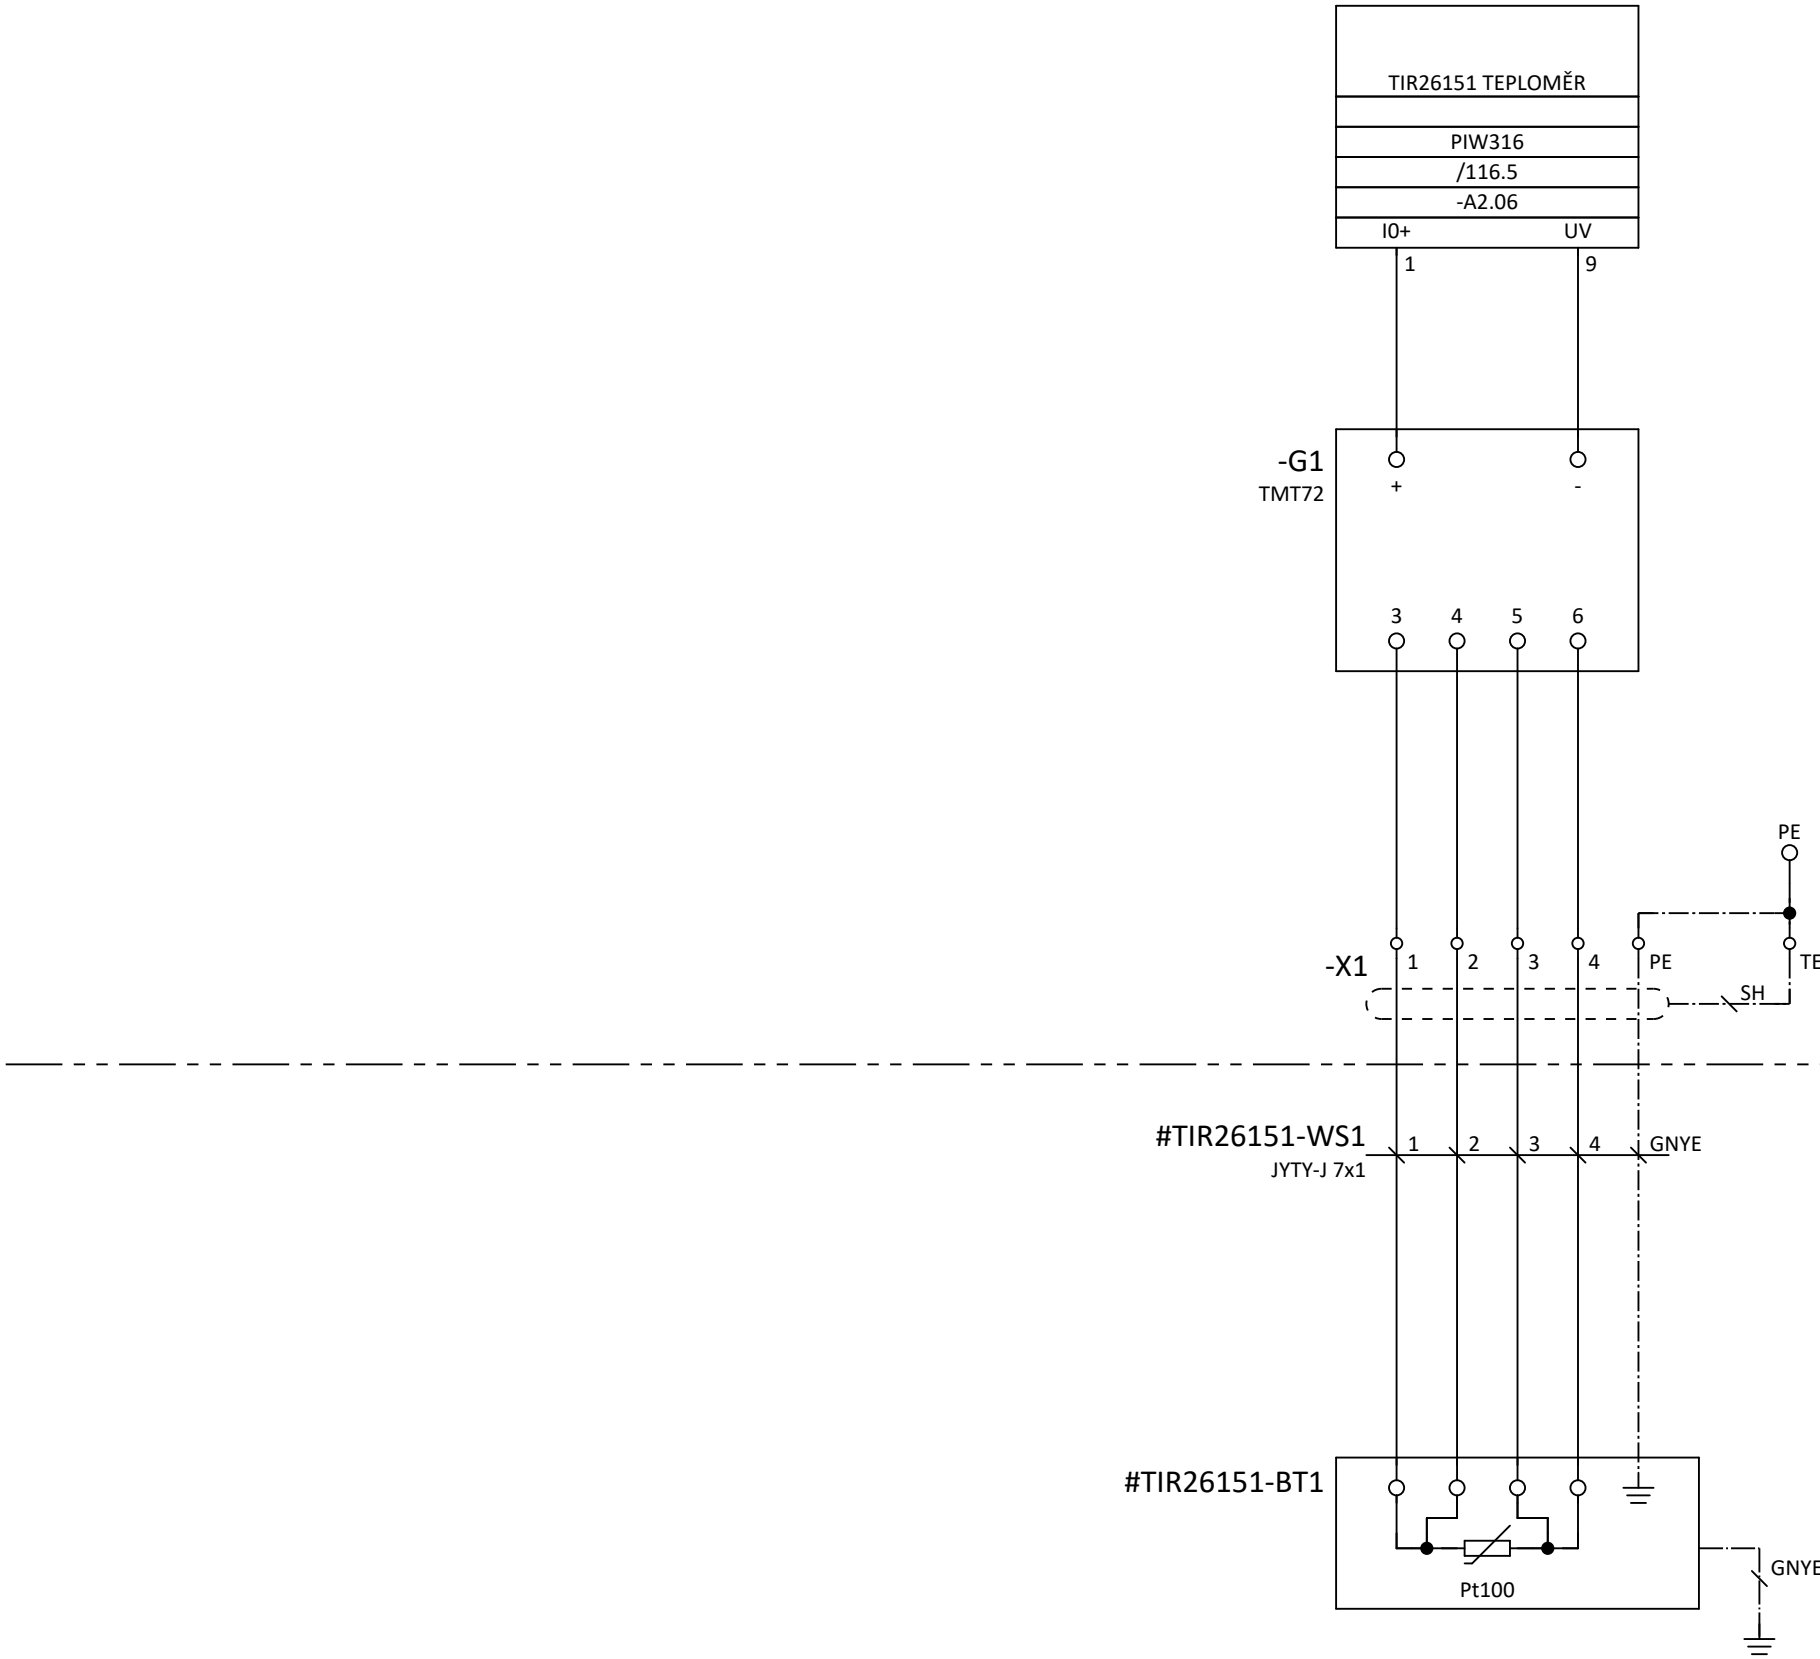 TIR26151 TEPLOMĚR
PIW316
/116.5
-A2.06
I0+ UV
1 9
-G1
TMT72
+ -
3 4 5 6
PE
-X1 1 2 3 4 PE TE
SH
#TIR26151-WS1 1 2 3 4 GNYE
JYTY-J 7x1
#TIR26151-BT1
Pt100
GNYE